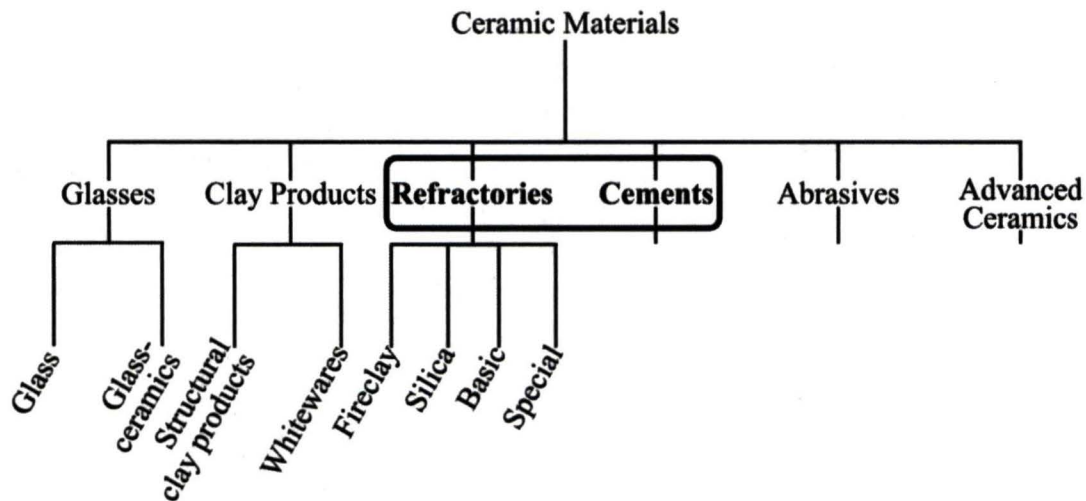 Ceramic Materials
Glasses
Clay Products
Refractories
Cements
Abrasives
Advanced
Ceramics
Glass
Glass-
ceramics
Structural
clay products
Whitewares
Fireclay
Silica
Basic
Special